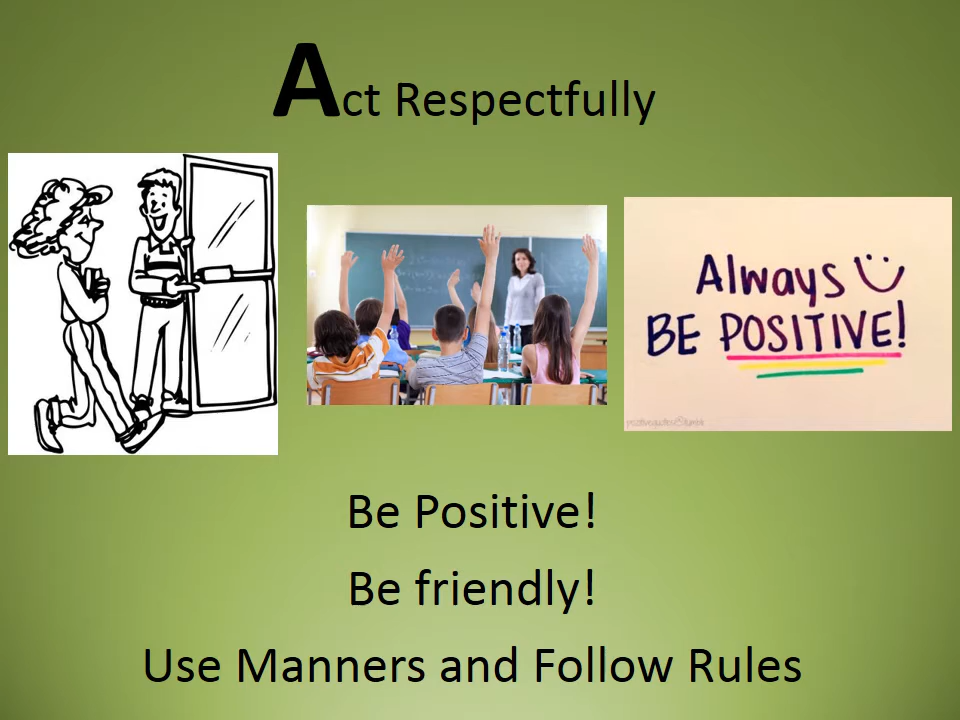 Act Respectfully
Always
BE POSITIVE!
Be Positive!
Be friendly!
Use Manners and Follow Rules